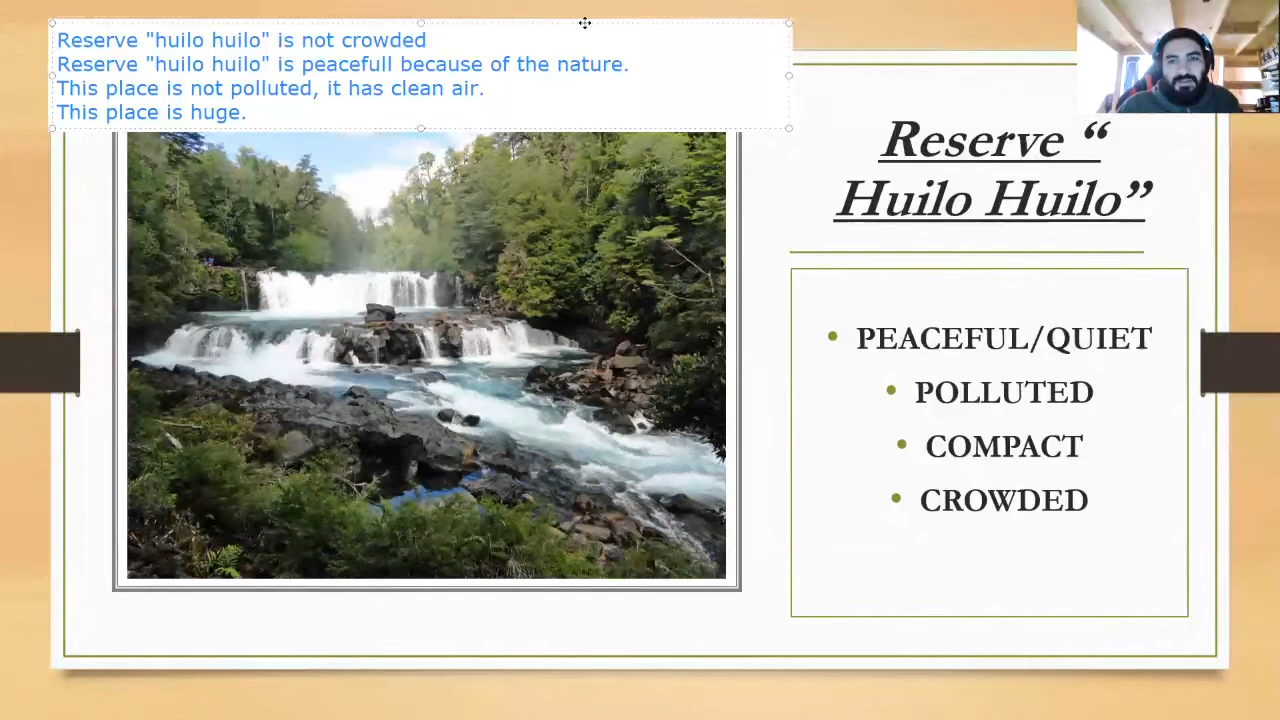 Reserve "huilo huilo" is not crowded
Reserve "huilo huilo" is peacefull because of the nature.
This place is not polluted, it has clean air.
This place is huge.
Reserve “
Huilo Huilo”
• PEACEFUL/QUIET
• POLLUTED
• COMPACT
• CROWDED